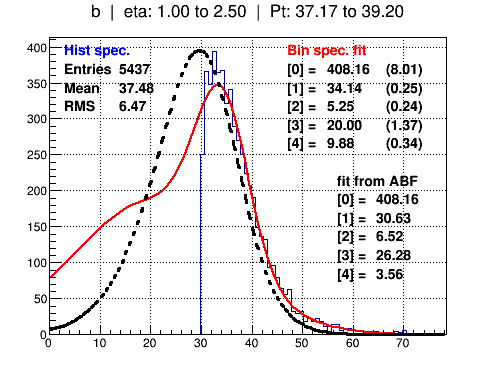 b | eta: 1.00 to 2.50 | Pt: 37.17 to 39.20
Hist spec.
Entries 5437
Mean 37.48
RMS 6.47
Bin spec. fit
[0] = 408.16 (8.01)
[1] = 34.14 (0.25)
[2] = 5.25 (0.24)
[3] = 20.00 (1.37)
[4] = 9.88 (0.34)
fit from ABF
[0] = 408.16
[1] = 30.63
[2] = 6.52
[3] = 26.28
[4] = 3.56
400
350
300
250
200
150
100
50
0
0 10 20 30 40 50 60 70